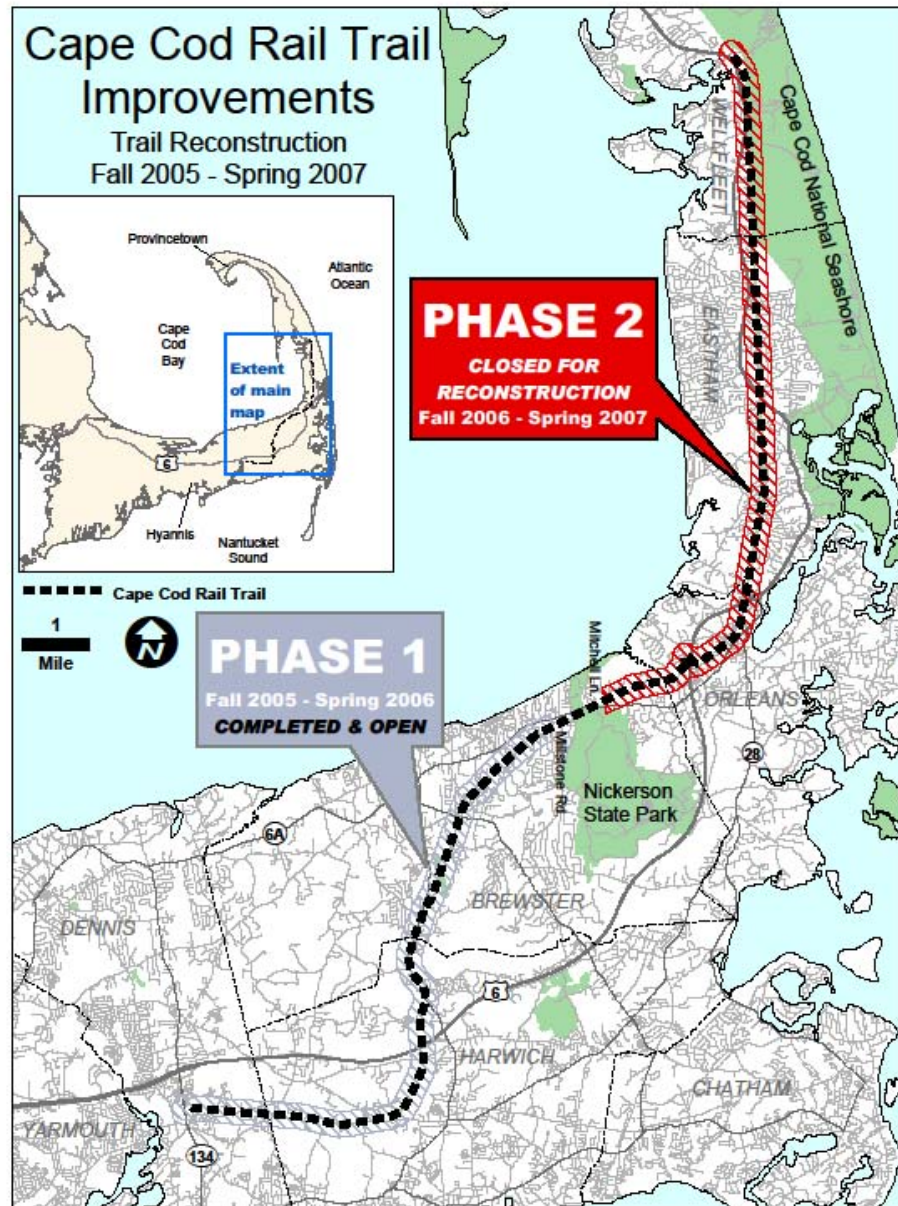 Cape Cod Rail Trail
Improvements
Trail Reconstruction
Fall 2005 - Spring 2007
Provincetown
Atlantic
Ocean
Cape
Cod
Bay
Extent
of main
map
6
Hyannis
Nantucket
Sound
Cape Cod Rail Trail
1
Mile
N
PHASE 1
Fall 2005 - Spring 2006
COMPLETED & OPEN
PHASE 2
CLOSED FOR
RECONSTRUCTION
Fall 2006 - Spring 2007
WELLFLEET
Cape Cod National Seashore
EASTHAM
Mitchell Ln.
ORLEANS
28
Millstone Rd.
Nickerson
State Park
6A
BREWSTER
DENNIS
6
HARWICH
CHATHAM
YARMOUTH
134